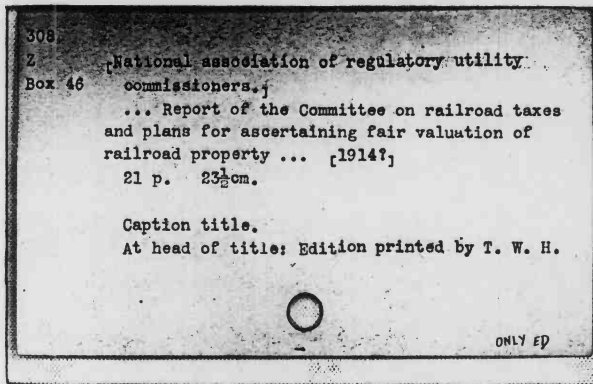 308
Z
Box 46
[National association of regulatory utility
commissioners.]
... Report of the Committee on railroad taxes
and plans for ascertaining fair valuation of
railroad property ... [1914?]
21 p. 23½cm.
Caption title.
At head of title: Edition printed by T. W. H.
ONLY ED